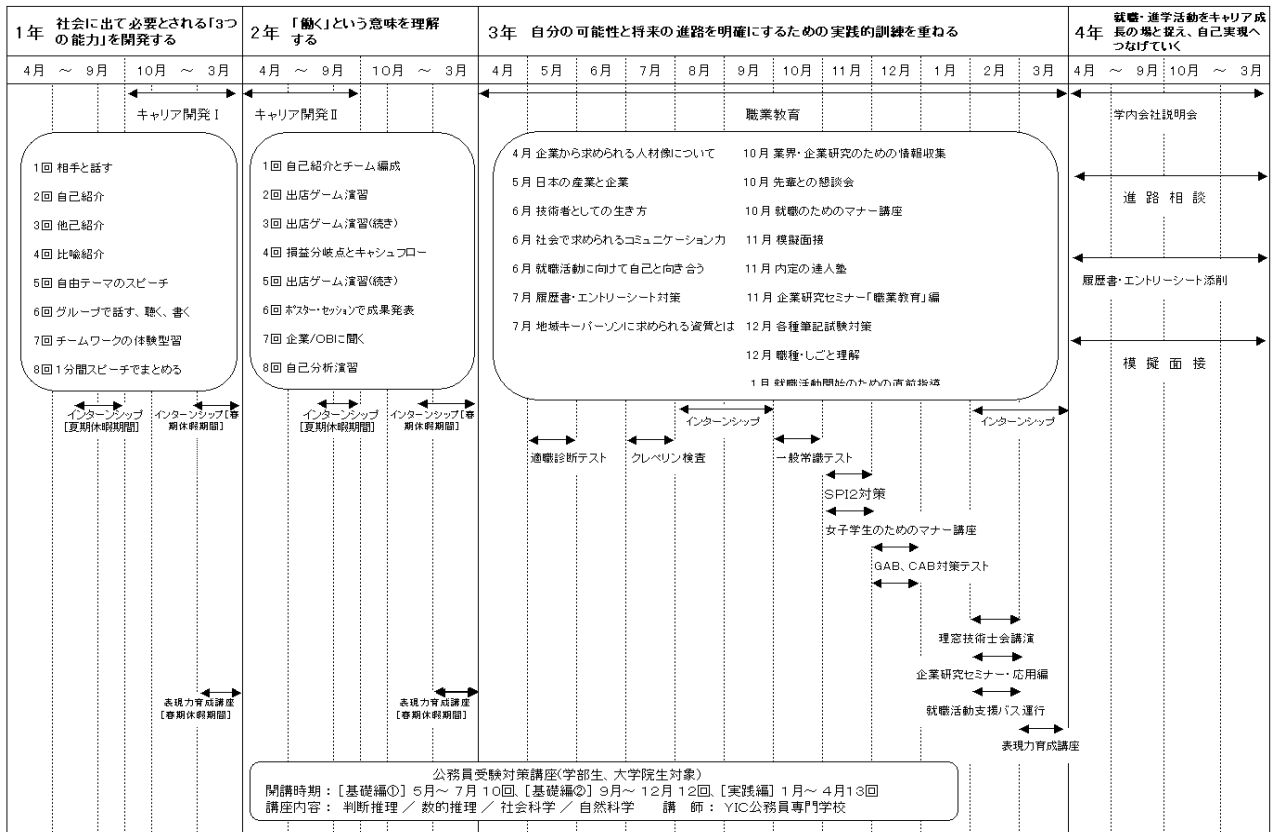 1年 社会に出て必要とされる「3つ
の能力」を開発する
2年 「働く」という意味を理解
する
3年 自分の可能性と将来の進路を明確にするための実践的訓練を重ねる
4年 就職・進学活動をキャリア成
長の場と捉え、自己実現へ
つなげていく
4月 ～ 9月 10月 ～ 3月
4月 ～ 9月 10月 ～ 3月
4月 5月 6月 7月 8月 9月 10月 11月 12月 1月 2月 3月
4月 ～ 9月 10月 ～ 3月
キャリア開発Ⅰ
1回 相手と話す
2回 自己紹介
3回 他己紹介
4回 比喩紹介
5回 自由テーマのスピーチ
6回 グループで話す、聴く、書く
7回 チームワークの体験型習
8回 1分間スピーチでまとめる
インターンシップ
[夏期休暇期間]
インターンシップ[春
期休暇期間]
表現力育成講座
[春期休暇期間]
キャリア開発Ⅱ
1回 自己紹介とチーム編成
2回 出店ゲーム演習
3回 出店ゲーム演習(続き)
4回 損益分岐点とキャシュフロー
5回 出店ゲーム演習(続き)
6回 ポスター・セッションで成果発表
7回 企業/OBIに聞く
8回 自己分析演習
インターンシップ
[夏期休暇期間]
インターンシップ[春
期休暇期間]
表現力育成講座
[春期休暇期間]
職業教育
4月 企業から求められる人材像について
5月 日本の産業と企業
6月 技術者としての生き方
6月 社会で求められるコミュニケーション力
6月 就職活動に向けて自己と向き合う
7月 履歴書・エントリーシート対策
7月 地域キーパーソンに求められる資質とは
10月 業界・企業研究のための情報収集
10月 先輩との懇談会
10月 就職のためのマナー講座
11月 模擬面接
11月 内定の達人塾
11月 企業研究セミナー「職業教育」編
12月 各種筆記試験対策
12月 職種・しごと理解
1月 就職活動開始のための直前指導
インターンシップ
インターンシップ
適職診断テスト
クレペリン検査
一般常識テスト
SPI2対策
女子学生のためのマナー講座
GAB、CAB対策テスト
理窓技術士会講演
企業研究セミナー・応用編
就職活動支援バス運行
表現力育成講座
学内会社説明会
進路相談
履歴書・エントリーシート添削
模擬面接
公務員受験対策講座(学部生、大学院生対象)
開講時期：[基礎編①] 5月～7月 10回、[基礎編②] 9月～12月 12回、[実践編] 1月～4月13回
講座内容： 判断推理 ／ 数的推理 ／ 社会科学 ／ 自然科学 講 師： YIC公務員専門学校